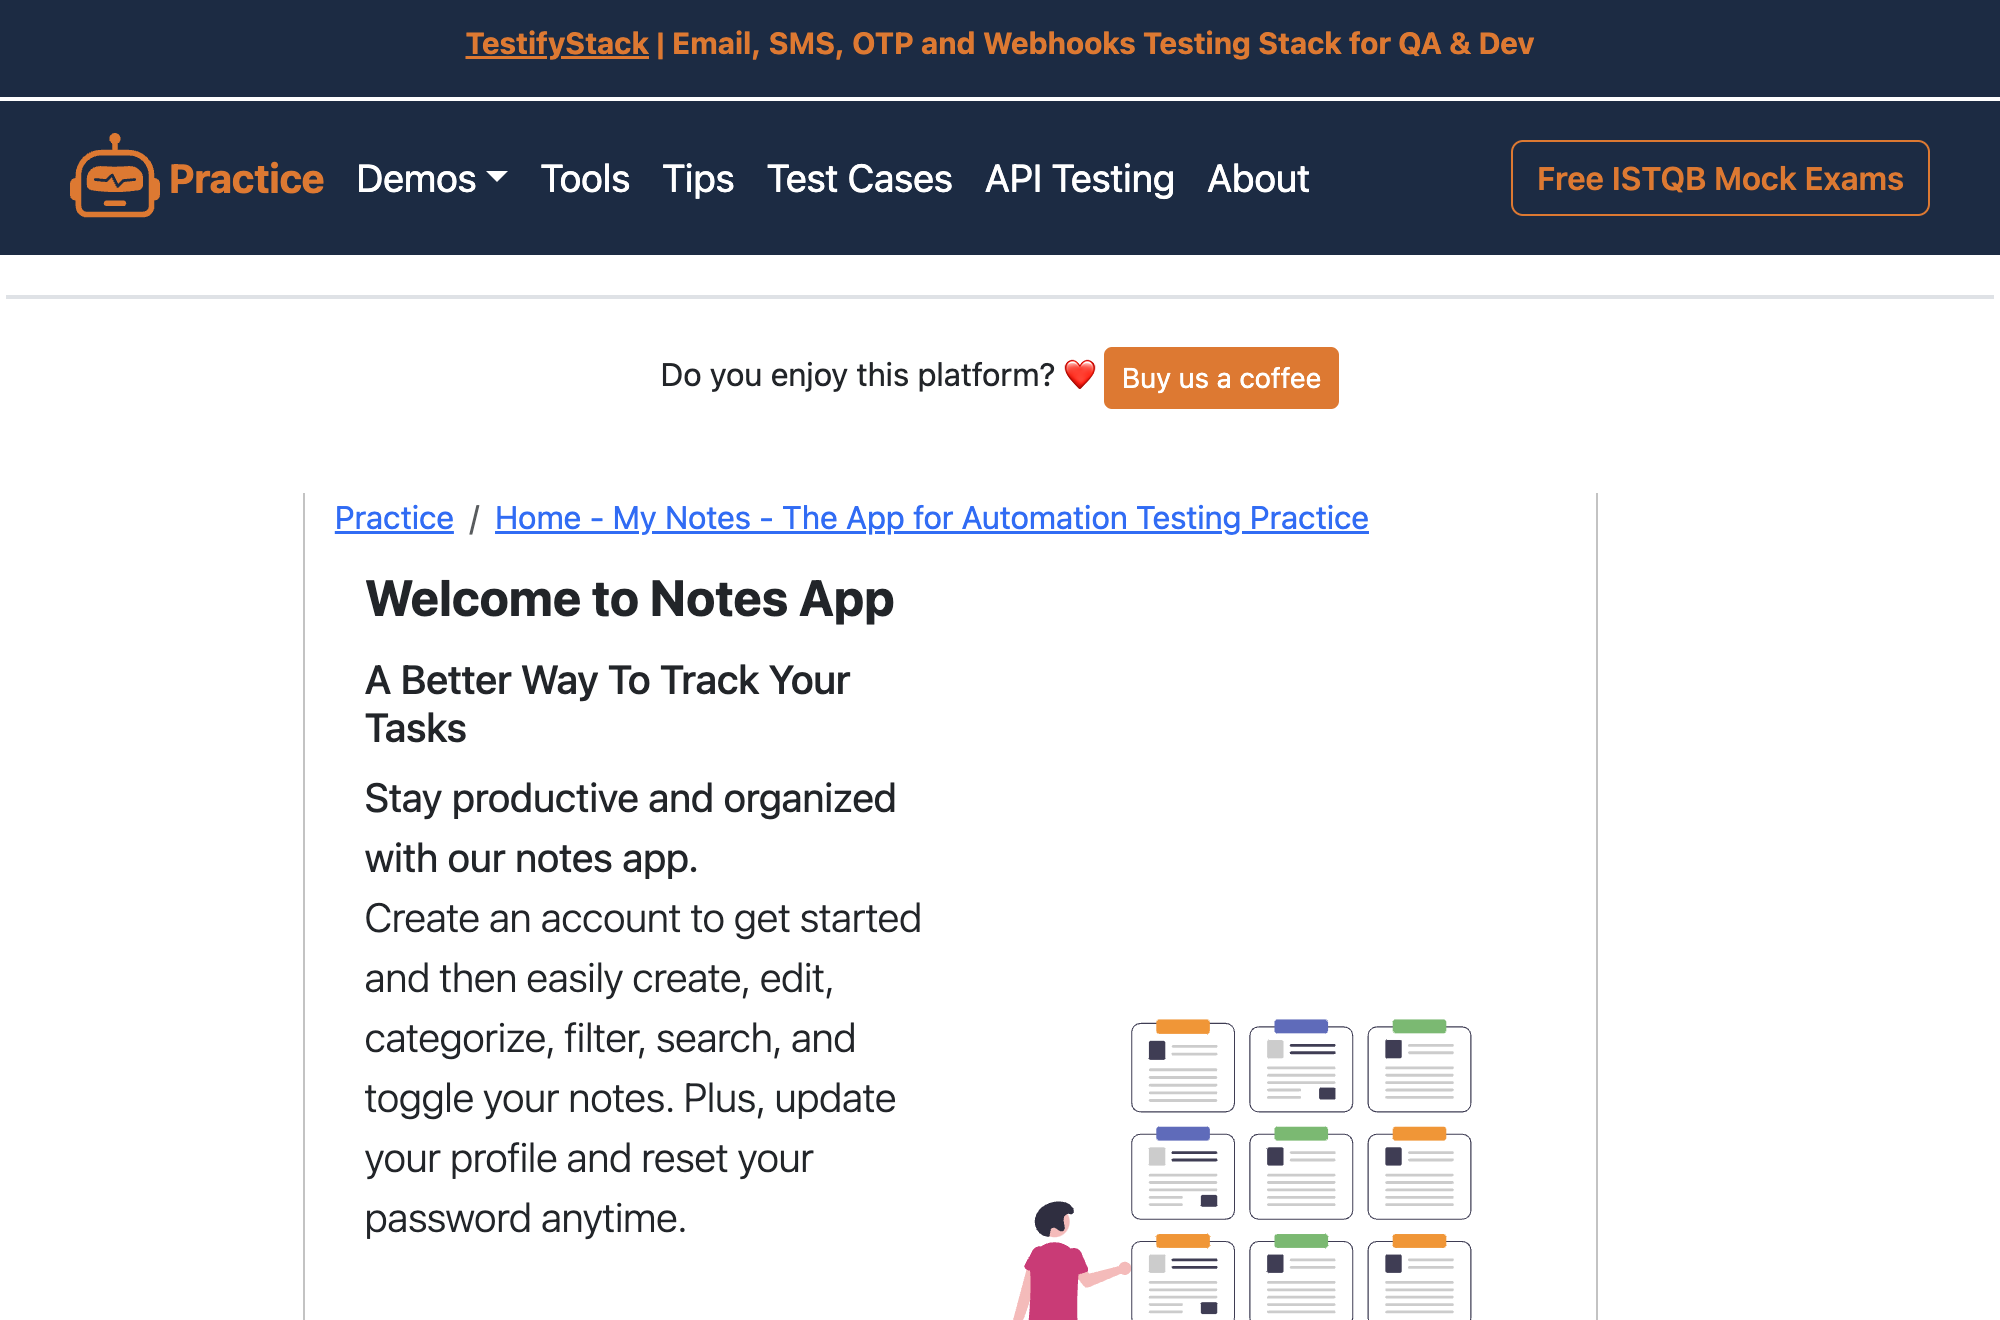 TestifyStack | Email, SMS, OTP and Webhooks Testing Stack for QA & Dev
Practice Demos Tools Tips Test Cases API Testing About Free ISTQB Mock Exams
Do you enjoy this platform? ❤️ Buy us a coffee
Practice / Home - My Notes - The App for Automation Testing Practice
Welcome to Notes App
A Better Way To Track Your
Tasks
Stay productive and organized
with our notes app.
Create an account to get started
and then easily create, edit,
categorize, filter, search, and
toggle your notes. Plus, update
your profile and reset your
password anytime.